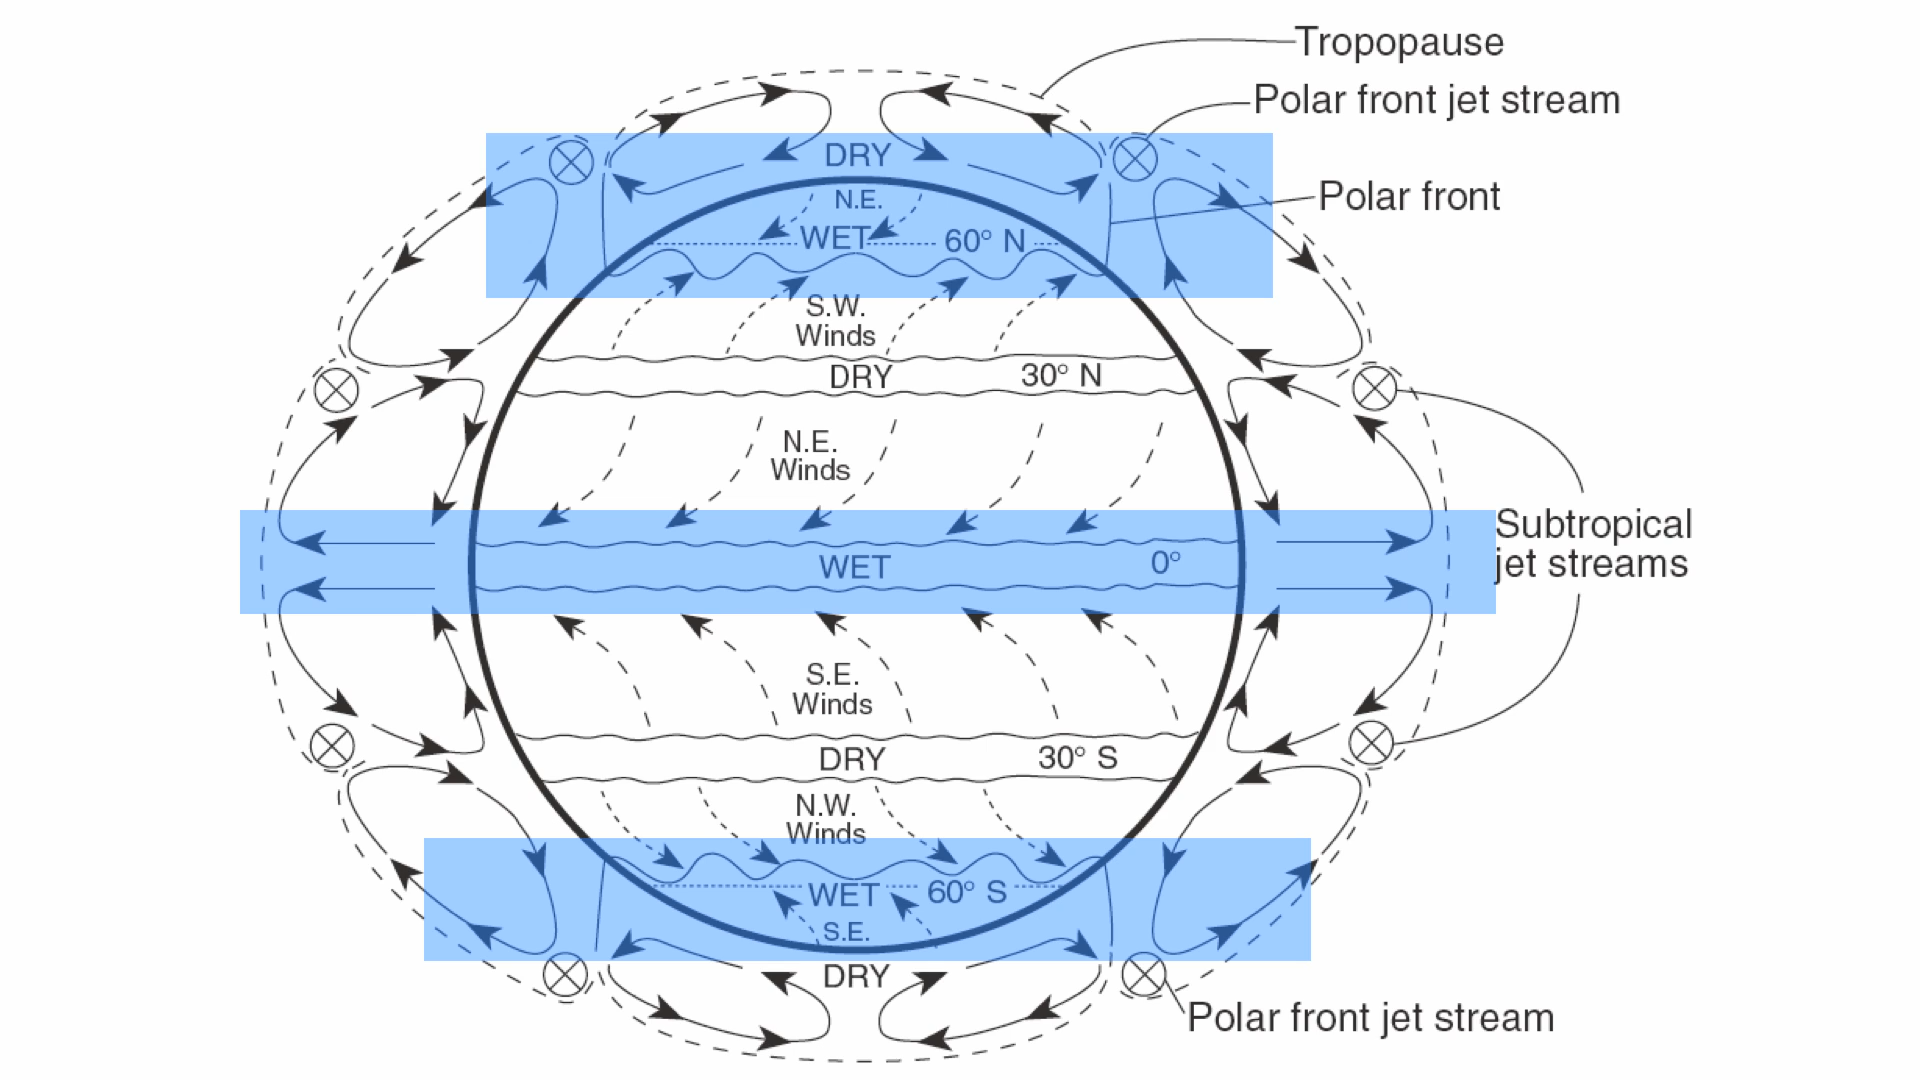 Tropopause
Polar front jet stream
DRY
Polar front
N.E.
WET
60° N
S.W.
Winds
DRY
30° N
N.E.
Winds
Subtropical
jet streams
WET
0°
S.E.
Winds
DRY
30° S
N.W.
Winds
WET
60° S
S.E.
DRY
Polar front jet stream